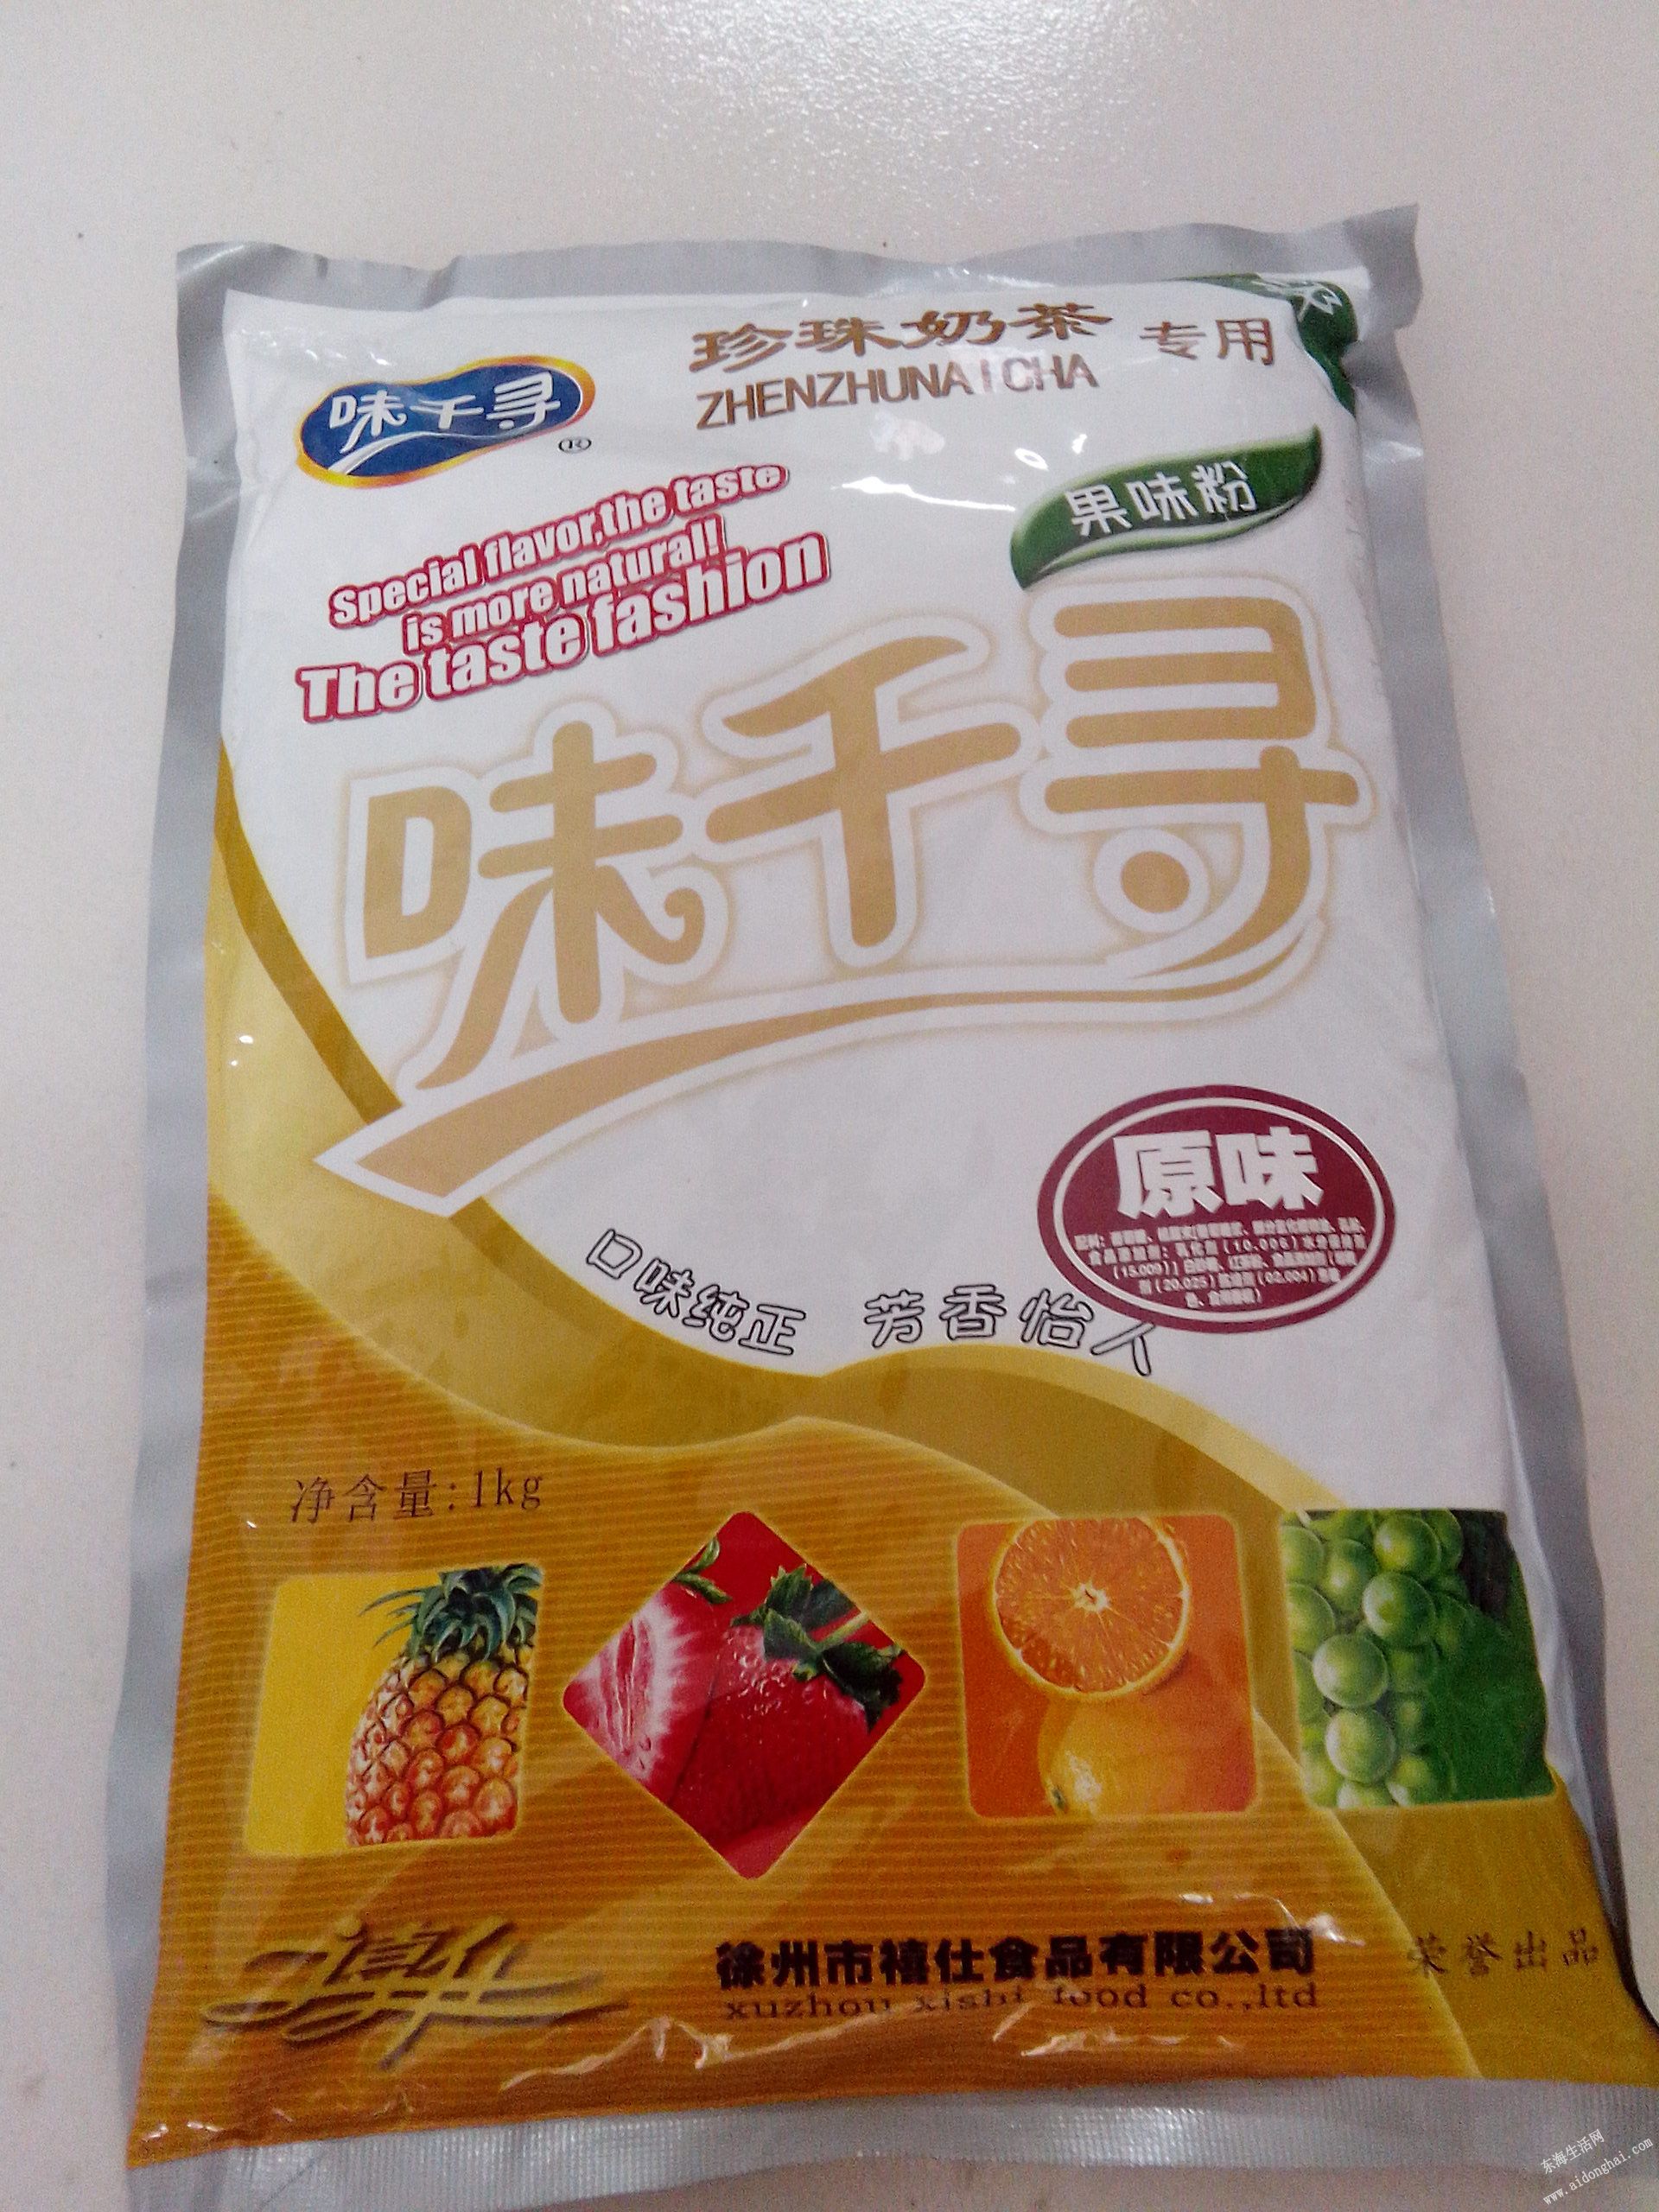 珍珠奶茶 专用
ZHENZHUNAICHA
味千寻
®
果味粉
Special flavor,the taste
is more natural!
The taste fashion
味千寻
原味
口味纯正 芳香怡人
净含量:1kg
徐州市禧仕食品有限公司
xuzhou xishi food co.,ltd
荣誉出品
东海生活网
www.aidonghai.com